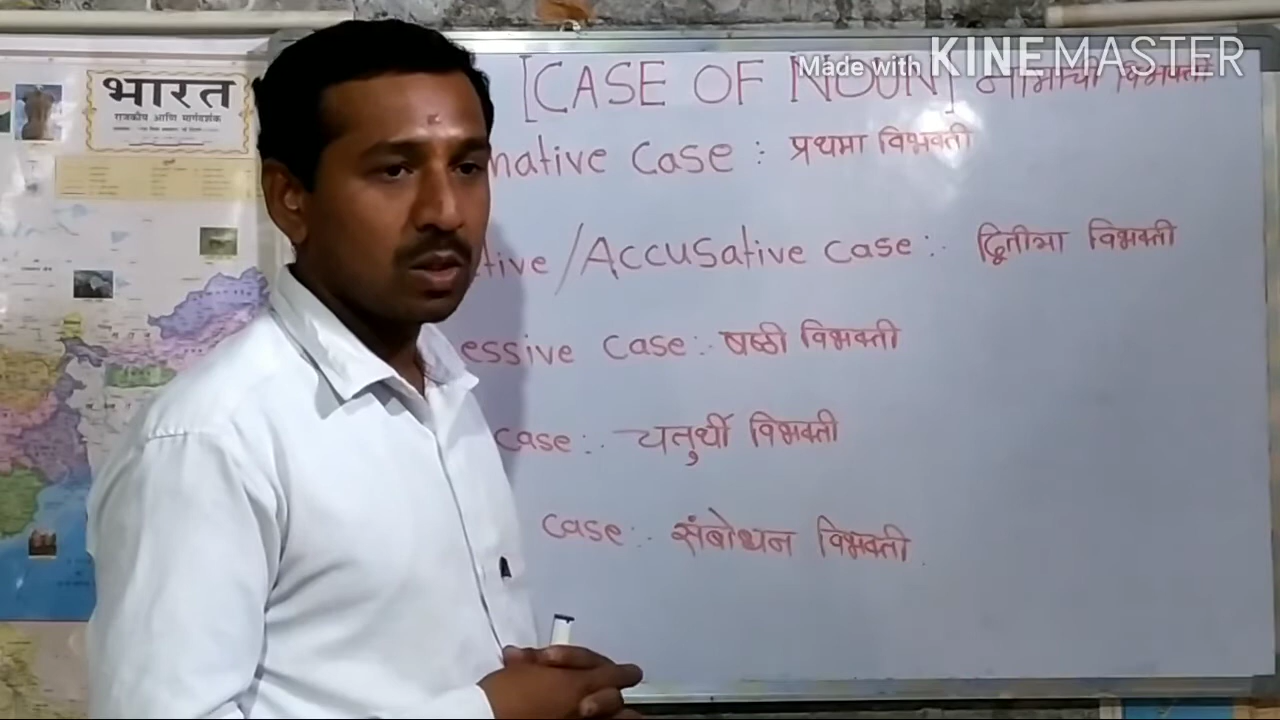 Made with KINEMASTER
भारत
राजकीय आणि मार्गदर्शक
[CASE OF NOUN] नामाची विभक्ती
native case : प्रथमा विभक्ती
tive / Accusative case :- द्वितीया विभक्ती
essive case :- षष्ठी विभक्ती
case :- चतुर्थी विभक्ती
case :- संबोधन विभक्ती